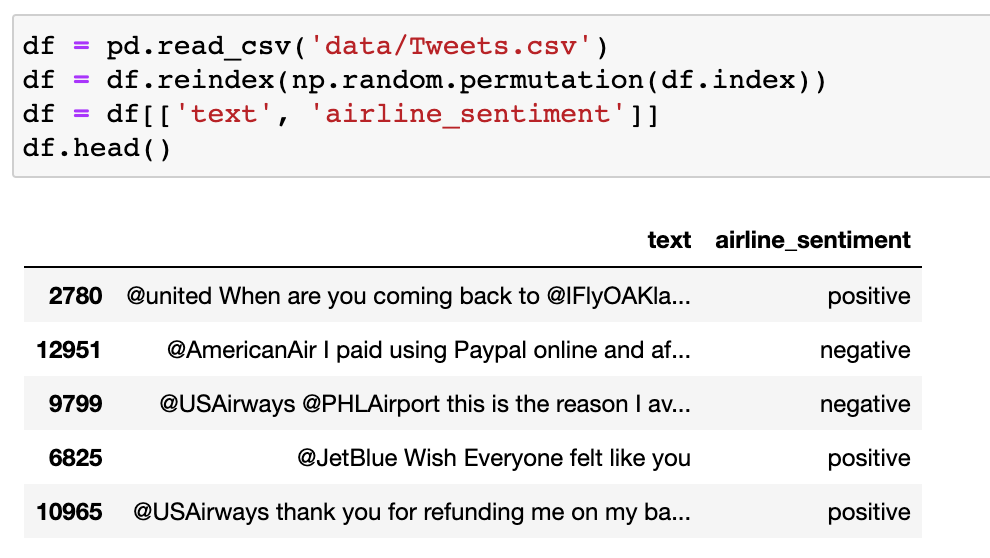 df = pd.read_csv('data/Tweets.csv')
df = df.reindex(np.random.permutation(df.index))
df = df[['text', 'airline_sentiment']]
df.head()
text airline_sentiment
2780 @united When are you coming back to @IFlyOAKla... positive
12951 @AmericanAir I paid using Paypal online and af... negative
9799 @USAirways @PHLAirport this is the reason I av... negative
6825 @JetBlue Wish Everyone felt like you positive
10965 @USAirways thank you for refunding me on my ba... positive